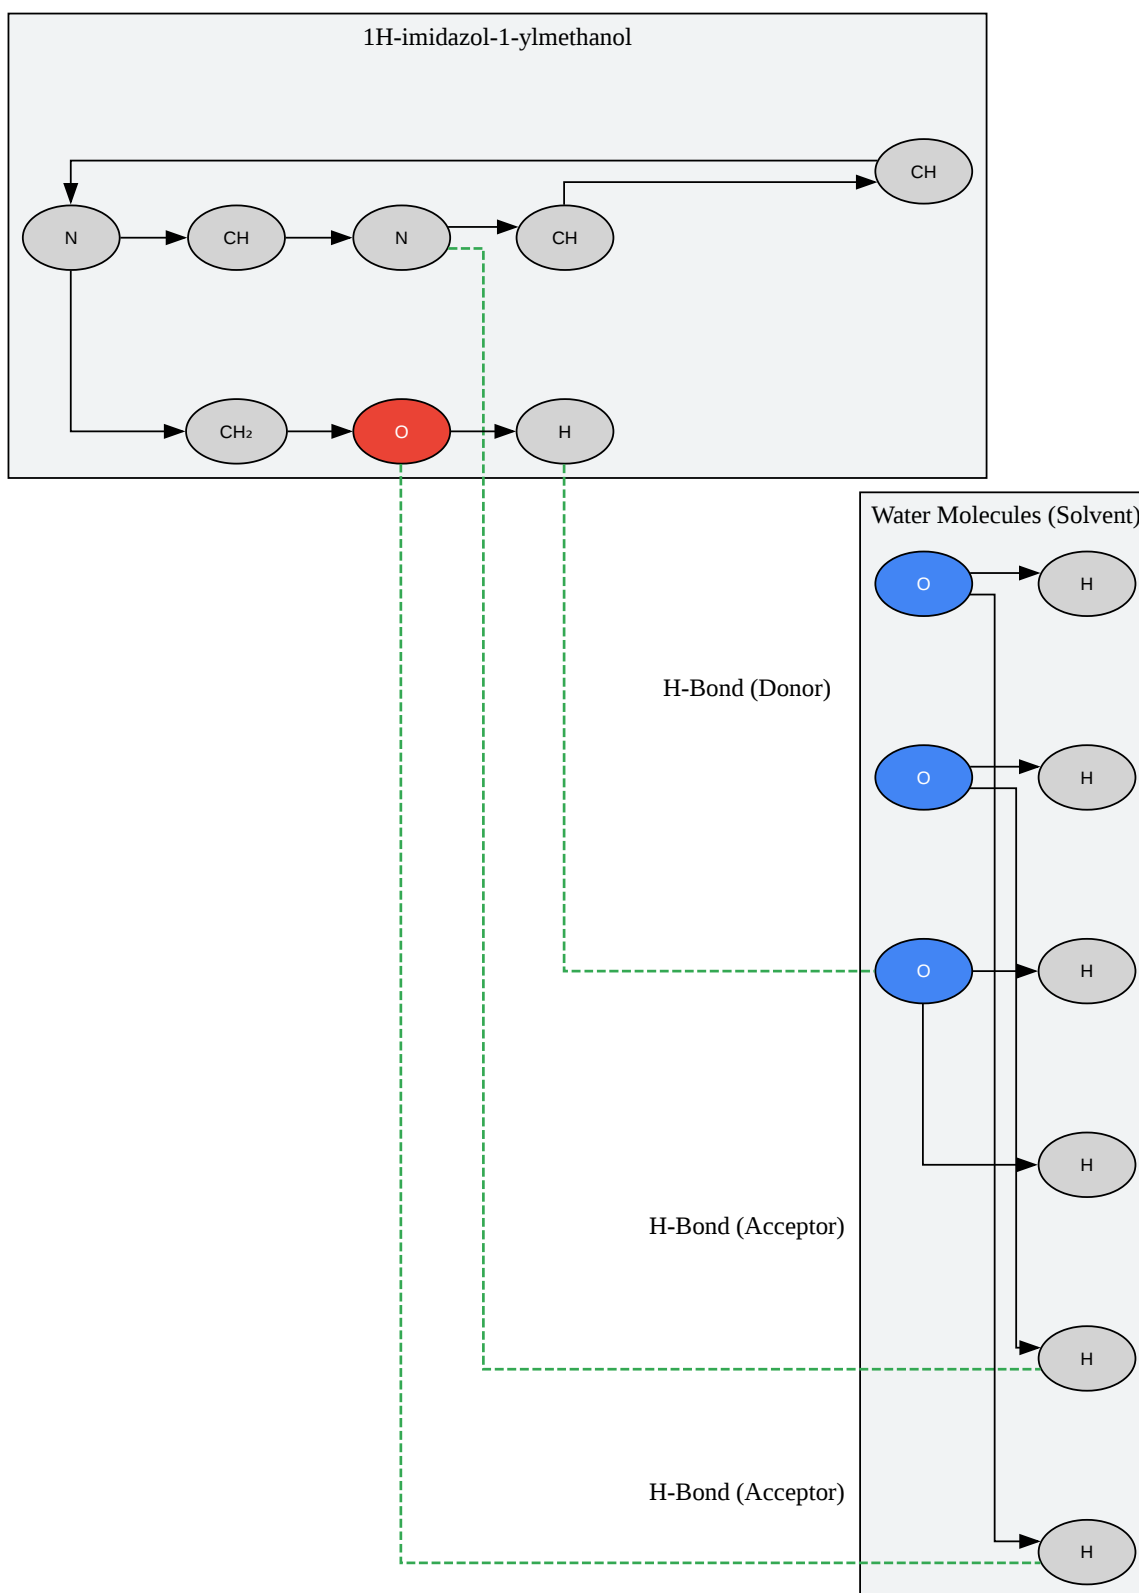 1H-imidazol-1-ylmethanol
CH
N CH N CH
CH₂ O H
Water Molecules (Solvent)
O H
H-Bond (Donor)
O H
O H
H
H-Bond (Acceptor)
H
H-Bond (Acceptor)
H